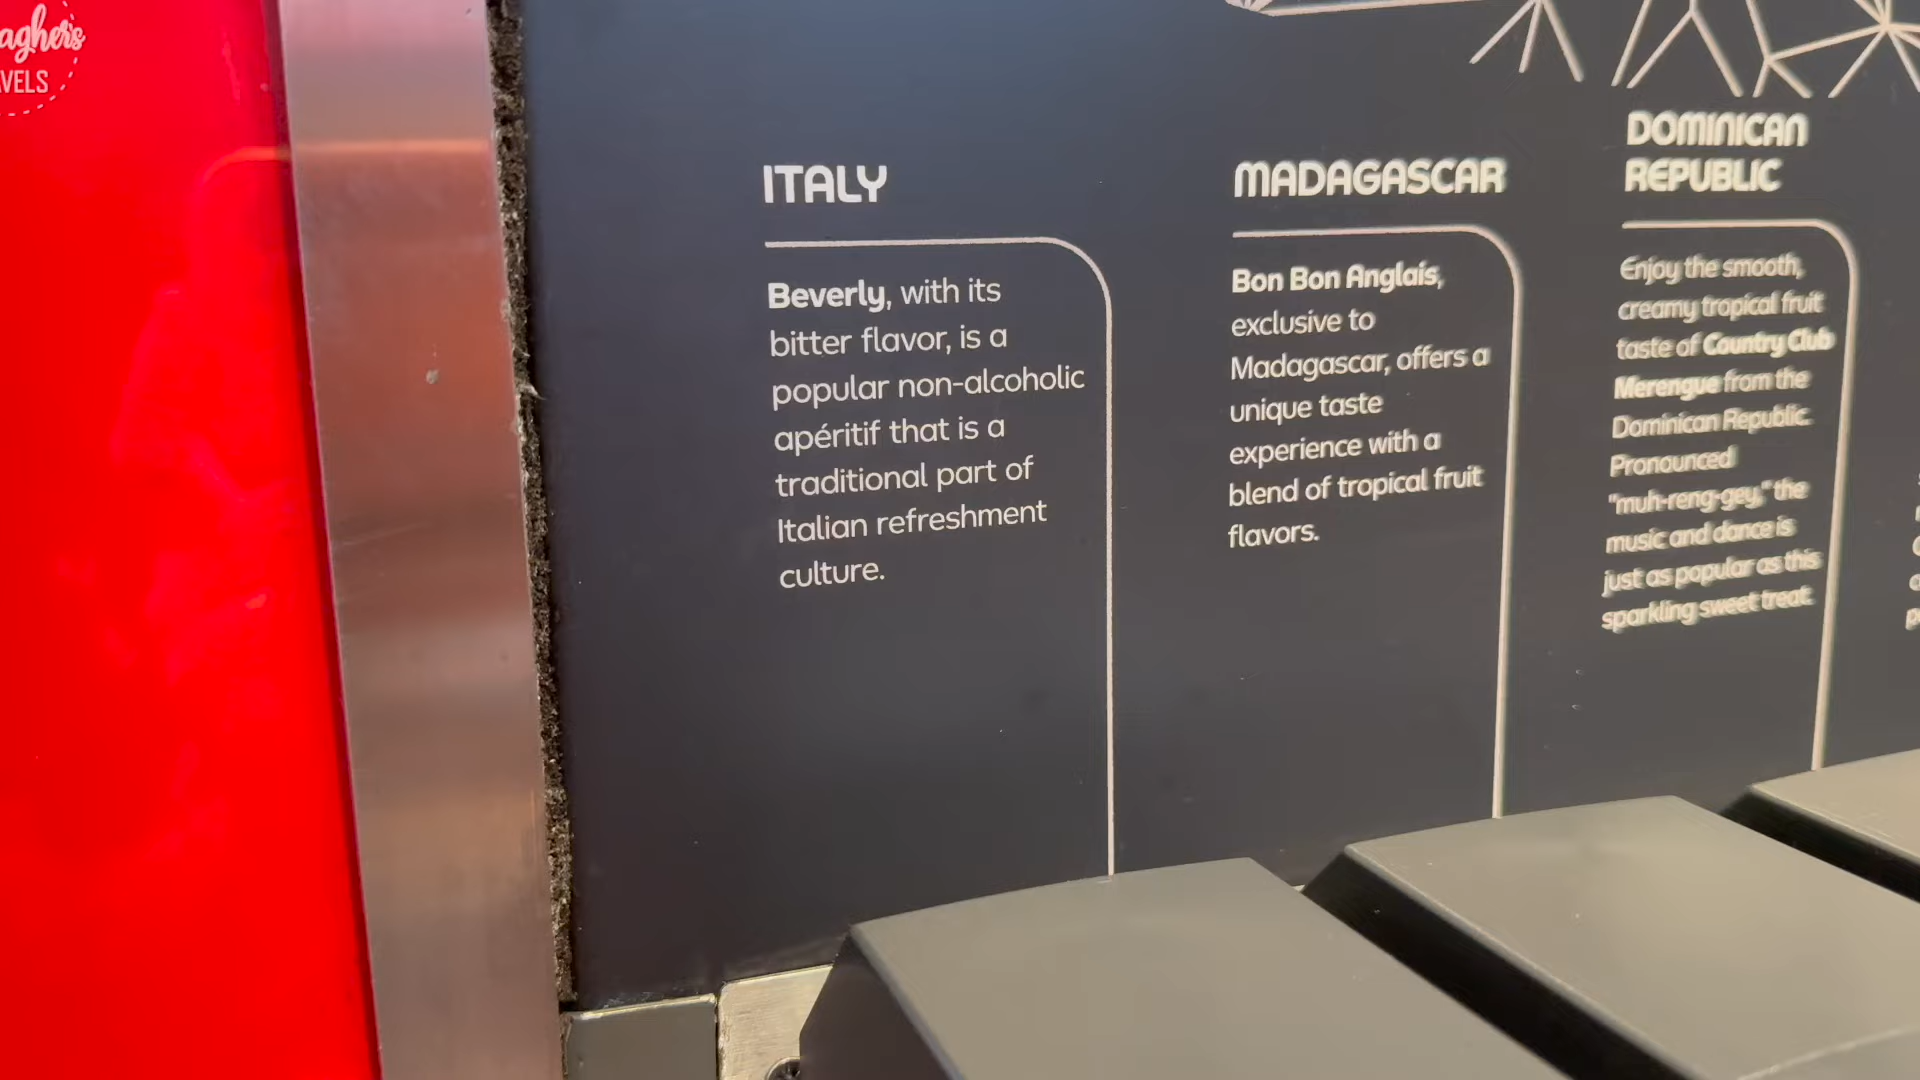 aghers
VELS
ITALY
Beverly, with its
bitter flavor, is a
popular non-alcoholic
apéritif that is a
traditional part of
Italian refreshment
culture.
MADAGASCAR
Bon Bon Anglais,
exclusive to
Madagascar, offers a
unique taste
experience with a
blend of tropical fruit
flavors.
DOMINICAN
REPUBLIC
Enjoy the smooth,
creamy tropical fruit
taste of Country Club
Merengue from the
Dominican Republic.
Pronounced
"muh-reng-gey," the
music and dance is
just as popular as this
sparkling sweet treat.